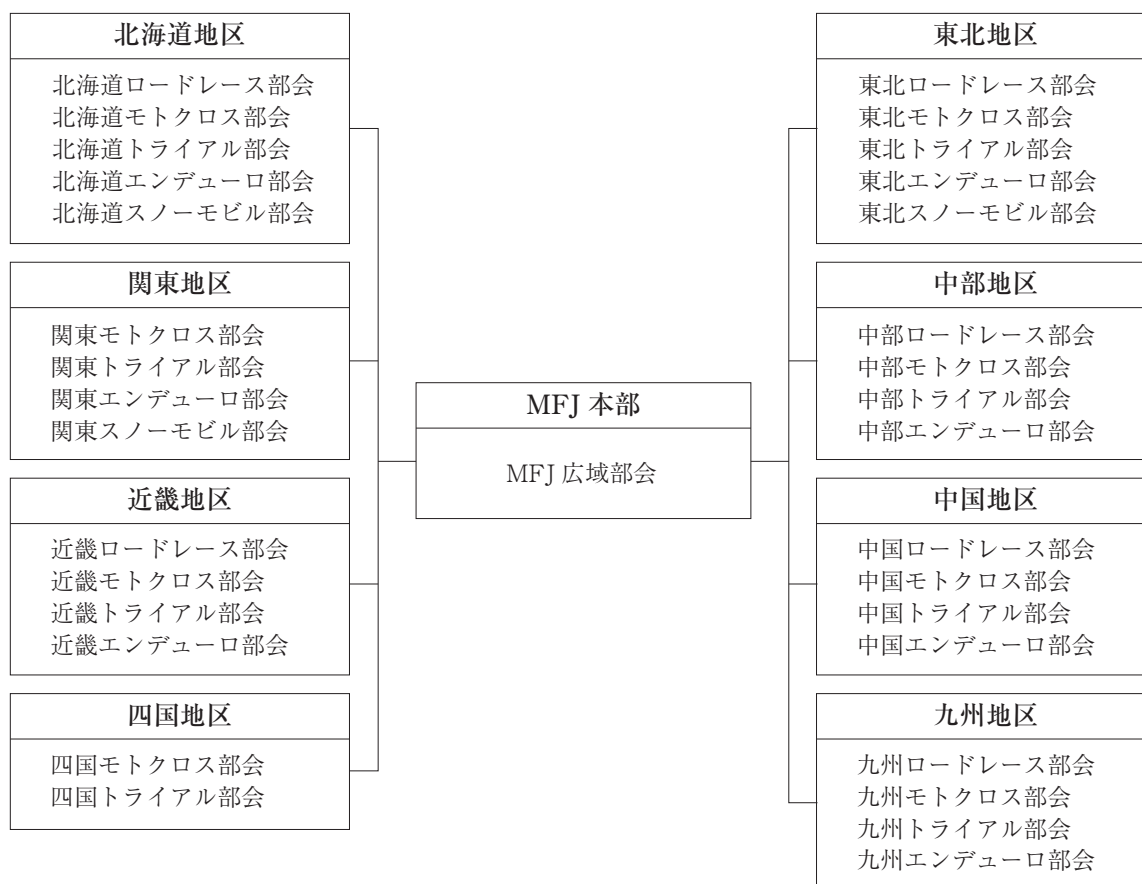 北海道地区
北海道ロードレース部会
北海道モトクロス部会
北海道トライアル部会
北海道エンデューロ部会
北海道スノーモビル部会
関東地区
関東モトクロス部会
関東トライアル部会
関東エンデューロ部会
関東スノーモビル部会
近畿地区
近畿ロードレース部会
近畿モトクロス部会
近畿トライアル部会
近畿エンデューロ部会
四国地区
四国モトクロス部会
四国トライアル部会
MFJ 本部
MFJ 広域部会
東北地区
東北ロードレース部会
東北モトクロス部会
東北トライアル部会
東北エンデューロ部会
東北スノーモビル部会
中部地区
中部ロードレース部会
中部モトクロス部会
中部トライアル部会
中部エンデューロ部会
中国地区
中国ロードレース部会
中国モトクロス部会
中国トライアル部会
中国エンデューロ部会
九州地区
九州ロードレース部会
九州モトクロス部会
九州トライアル部会
九州エンデューロ部会